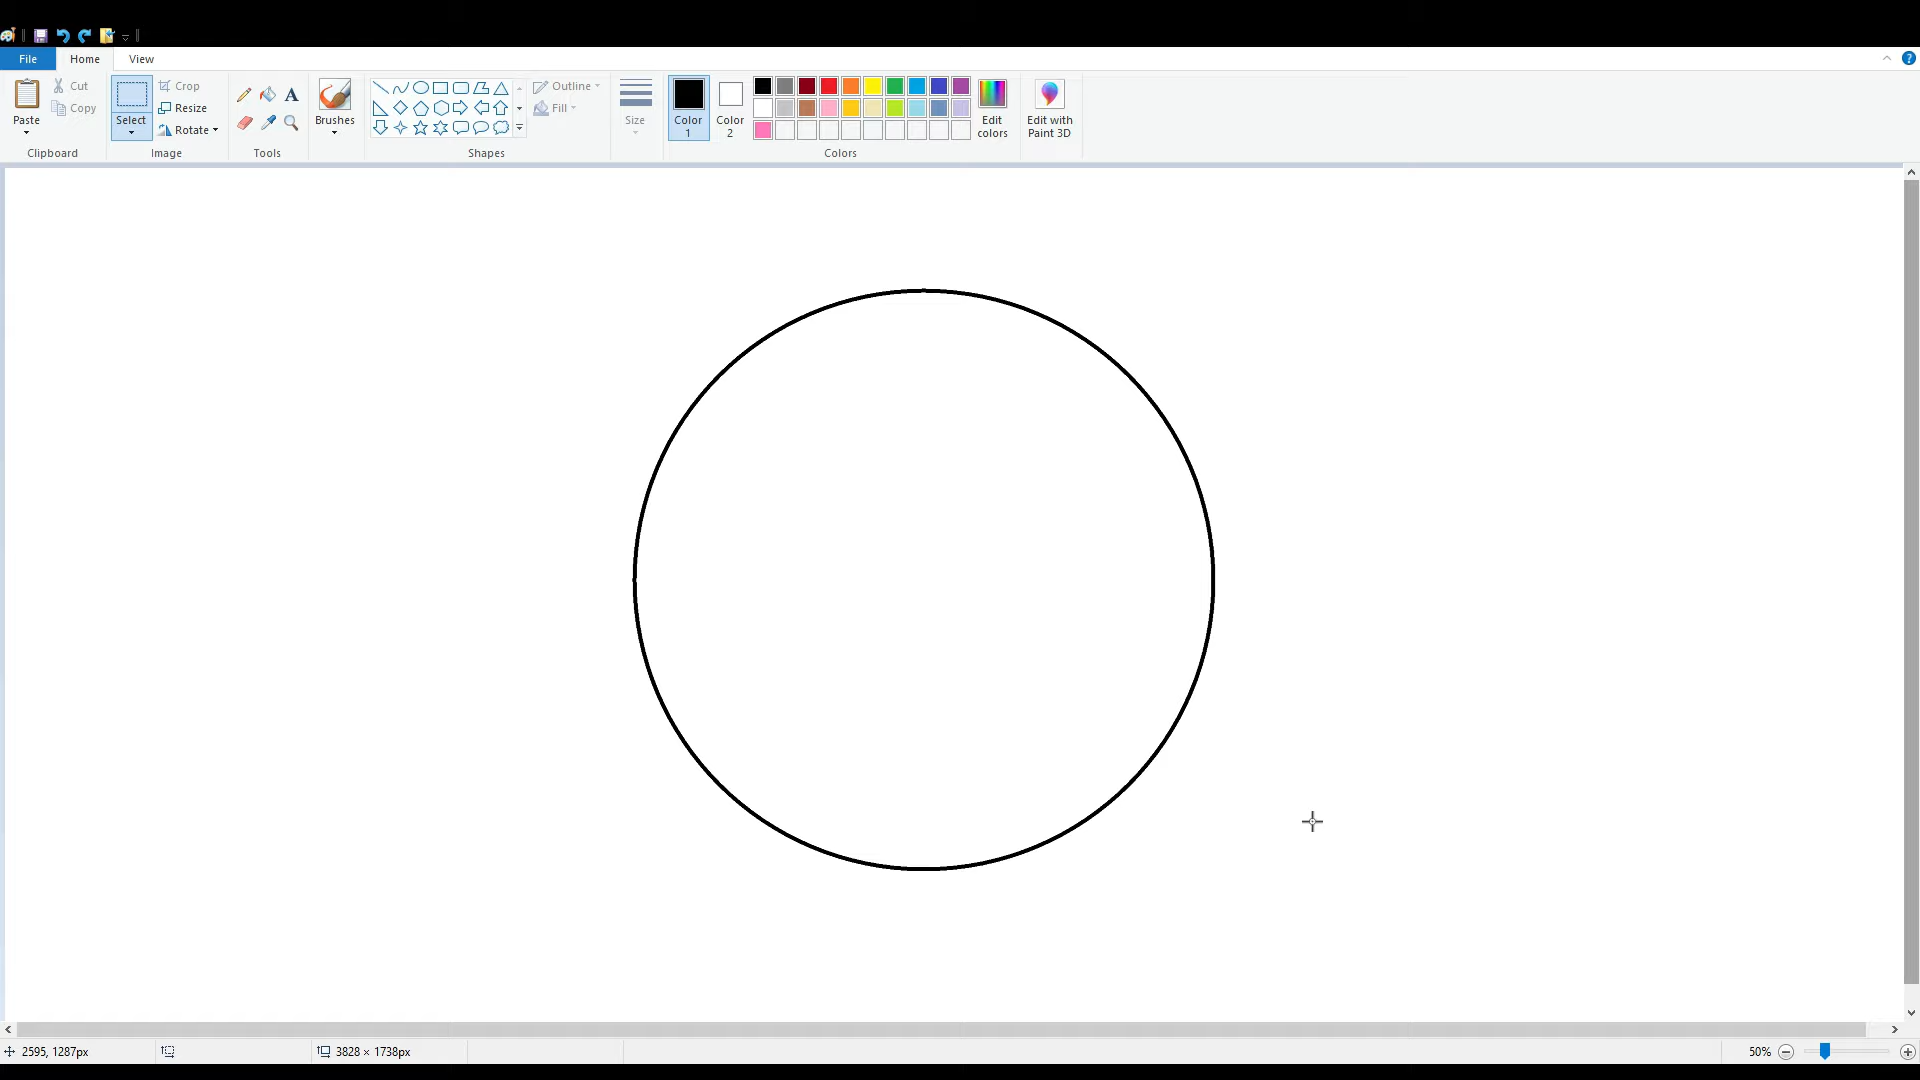 File Home View
Paste
Cut
Copy
Clipboard
Select
Crop
Resize
Rotate
Image
A
Tools
Brushes
Outline
Fill
Shapes
Size
Color
1
Color
2
Edit
colors
Colors
Edit with
Paint 3D
2595, 1287px
3828 × 1738px
50%